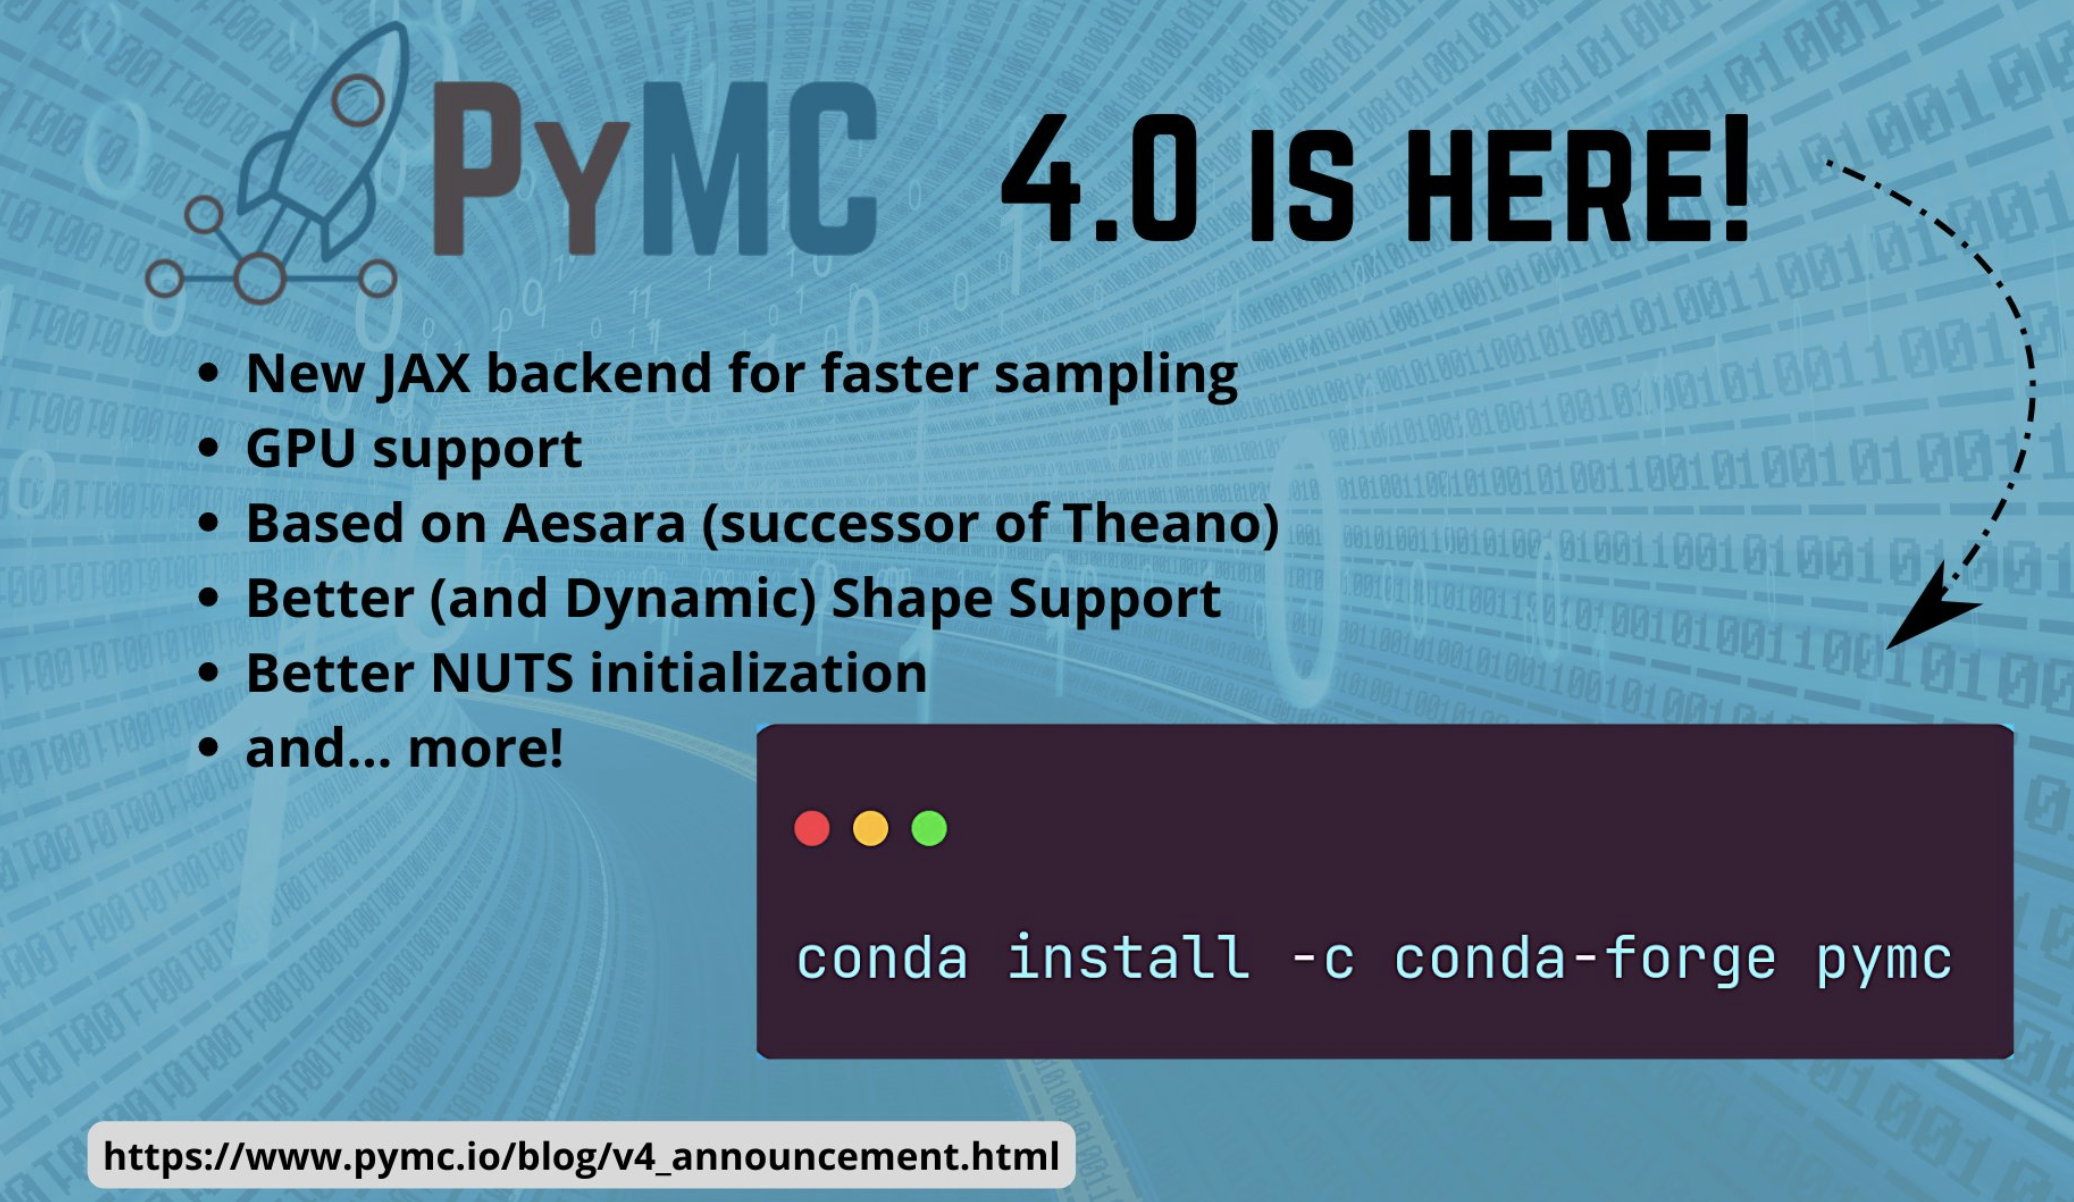 PyMC 4.0 IS HERE!
• New JAX backend for faster sampling
• GPU support
• Based on Aesara (successor of Theano)
• Better (and Dynamic) Shape Support
• Better NUTS initialization
• and... more!
conda install -c conda-forge pymc
https://www.pymc.io/blog/v4_announcement.html